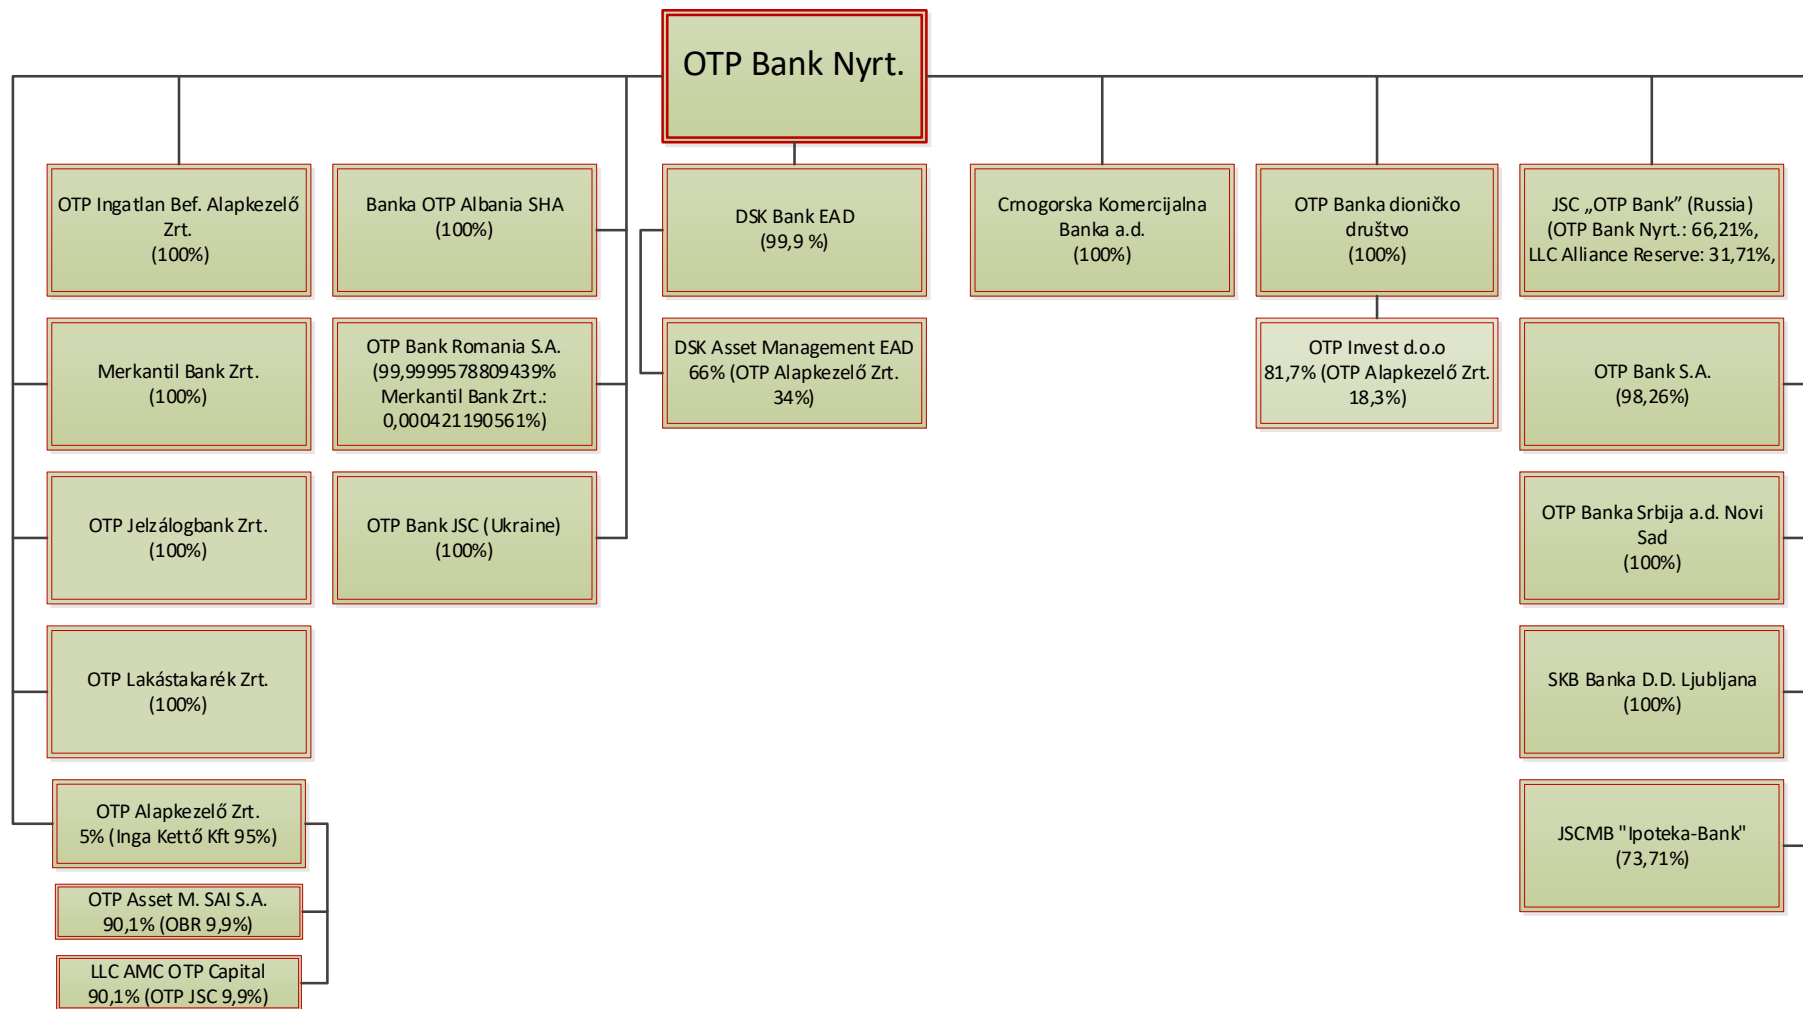 OTP Bank Nyrt.
OTP Ingatlan Bef. Alapkezelő
Zrt.
(100%)
Banka OTP Albania SHA
(100%)
DSK Bank EAD
(99,9 %)
Crnogorska Komercijalna
Banka a.d.
(100%)
OTP Banka dioničko
društvo
(100%)
JSC „OTP Bank” (Russia)
(OTP Bank Nyrt.: 66,21%,
LLC Alliance Reserve: 31,71%,
Merkantil Bank Zrt.
(100%)
OTP Bank Romania S.A.
(99,9999578809439%
Merkantil Bank Zrt.:
0,000421190561%)
DSK Asset Management EAD
66% (OTP Alapkezelő Zrt.
34%)
OTP Invest d.o.o
81,7% (OTP Alapkezelő Zrt.
18,3%)
OTP Bank S.A.
(98,26%)
OTP Jelzálogbank Zrt.
(100%)
OTP Bank JSC (Ukraine)
(100%)
OTP Banka Srbija a.d. Novi
Sad
(100%)
OTP Lakástakarék Zrt.
(100%)
SKB Banka D.D. Ljubljana
(100%)
OTP Alapkezelő Zrt.
5% (Inga Kettő Kft 95%)
JSCMB "Ipoteka-Bank"
(73,71%)
OTP Asset M. SAI S.A.
90,1% (OBR 9,9%)
LLC AMC OTP Capital
90,1% (OTP JSC 9,9%)